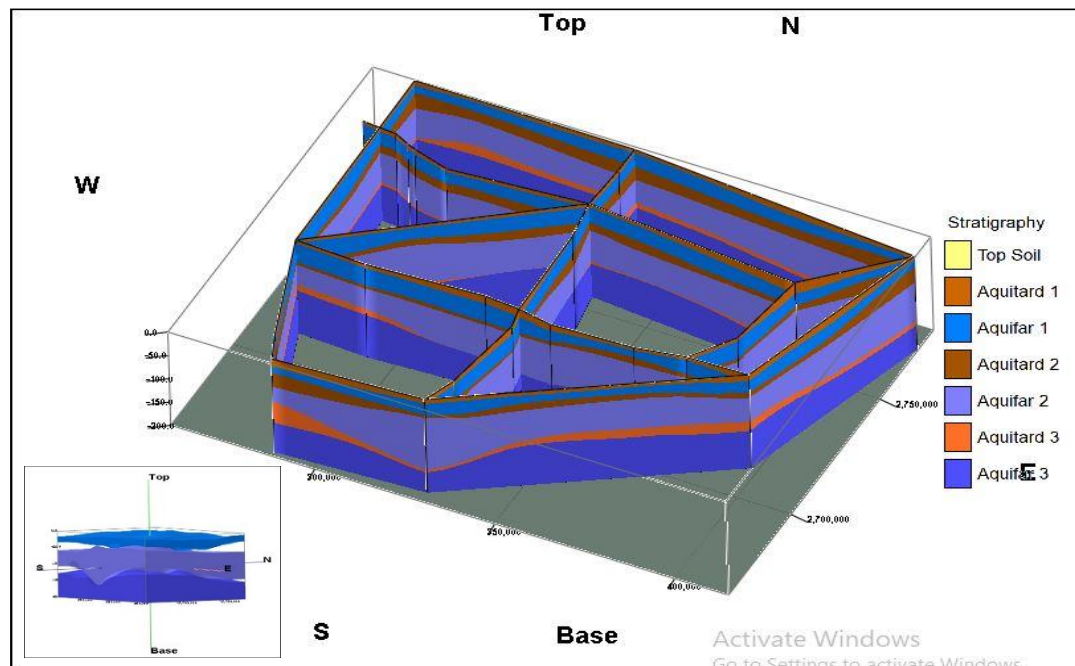 Top
N
W
Stratigraphy
Top Soil
Aquitard 1
Aquifar 1
Aquitard 2
Aquifar 2
Aquitard 3
Aquifar 3
E
0.0
-50.0
-100.0
-150.0
-200.0
2,750,000
2,700,000
350,000
400,000
Top
S
E
N
Base
S
Base
Activate Windows
Go to Settings to activate Windows